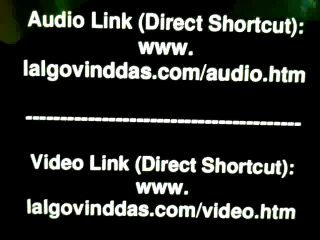 Audio Link (Direct Shortcut):
www.
lalgovinddas.com/audio.htm
----------------------------------------
Video Link (Direct Shortcut):
www.
lalgovinddas.com/video.htm